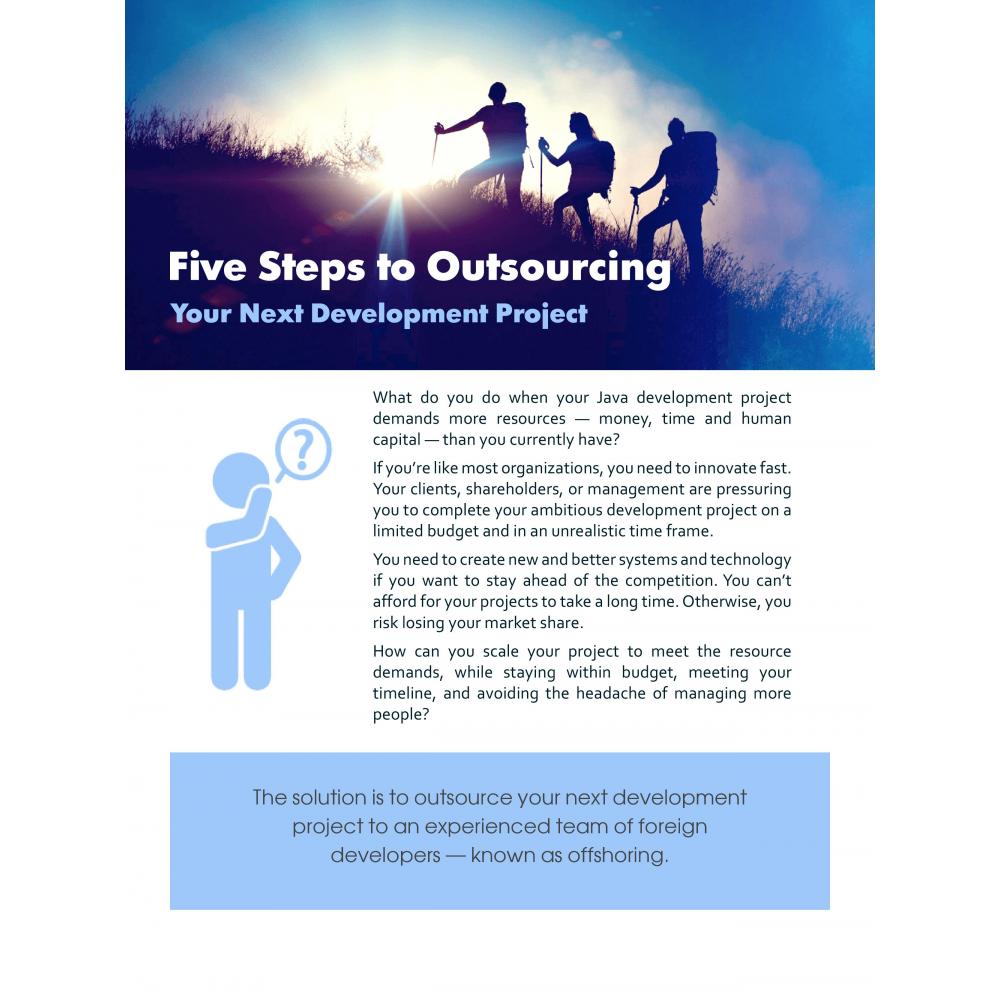 Five Steps to Outsourcing
Your Next Development Project
?
What do you do when your Java development project
demands more resources — money, time and human
capital — than you currently have?
If you’re like most organizations, you need to innovate fast.
Your clients, shareholders, or management are pressuring
you to complete your ambitious development project on a
limited budget and in an unrealistic time frame.
You need to create new and better systems and technology
if you want to stay ahead of the competition. You can’t
afford for your projects to take a long time. Otherwise, you
risk losing your market share.
How can you scale your project to meet the resource
demands, while staying within budget, meeting your
timeline, and avoiding the headache of managing more
people?
The solution is to outsource your next development
project to an experienced team of foreign
developers — known as offshoring.